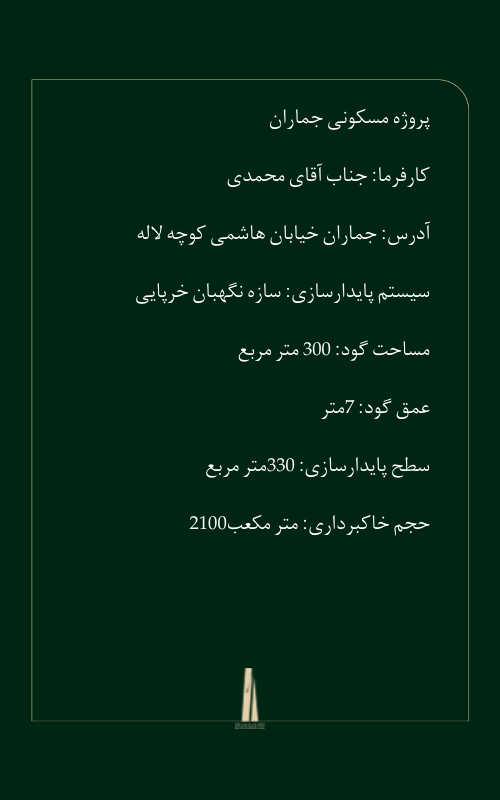 پروژه مسکونی جماران
کارفرما: جناب آقای محمدی
آدرس: جماران خیابان هاشمی کوچه لاله
سیستم پایدارسازی: سازه نگهبان خرپایی
مساحت گود: 300 متر مربع
عمق گود: 7متر
سطح پایدارسازی: 330متر مربع
حجم خاکبرداری: متر مکعب2100